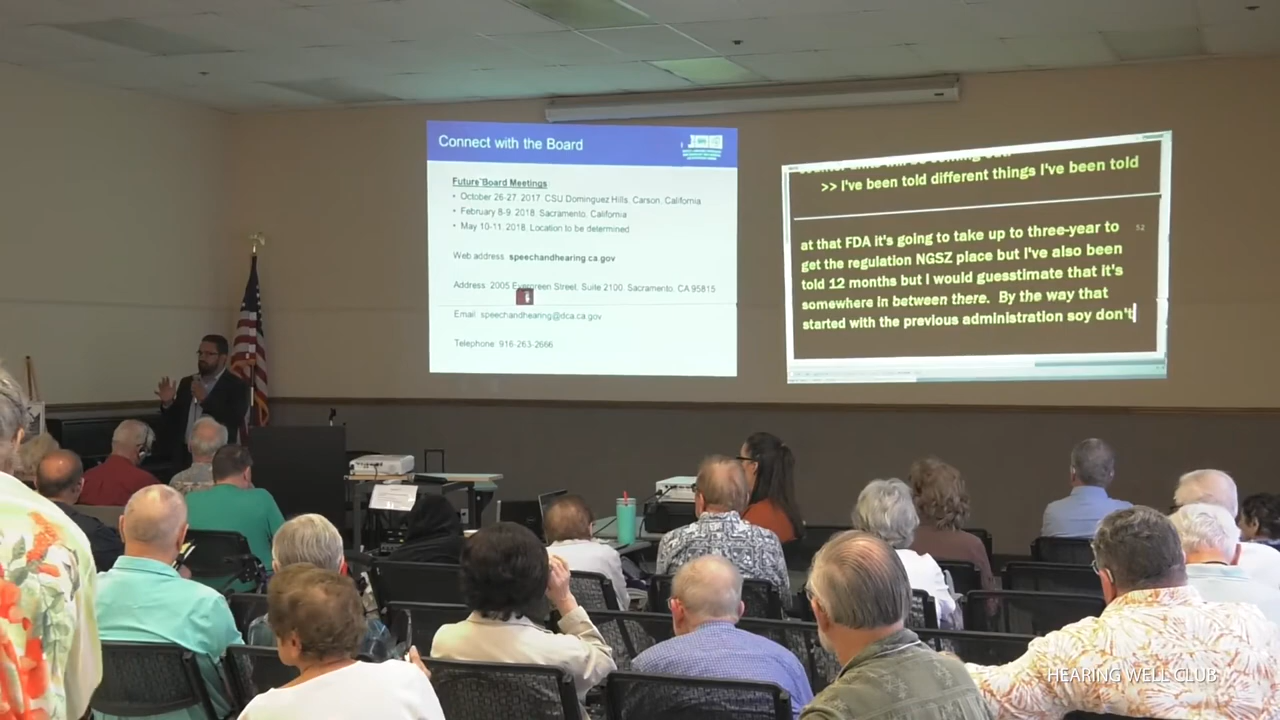 Connect with the Board
Future Board Meetings
• October 26-27, 2017, CSU Dominguez Hills, Carson, California
• February 8-9, 2018, Sacramento, California
• May 10-11, 2018, Location to be determined
Web address: speechandhearing.ca.gov
Address: 2005 Evergreen Street, Suite 2100, Sacramento, CA 95815
Email: speechandhearing@dca.ca.gov
Telephone: 916-263-2666
>> I've been told different things I've been told
at that FDA it's going to take up to three-year to
get the regulation NGSZ place but I've also been
told 12 months but I would guesstimate that it's
somewhere in between there. By the way that
started with the previous administration soy don't
52
HEARING WELL CLUB